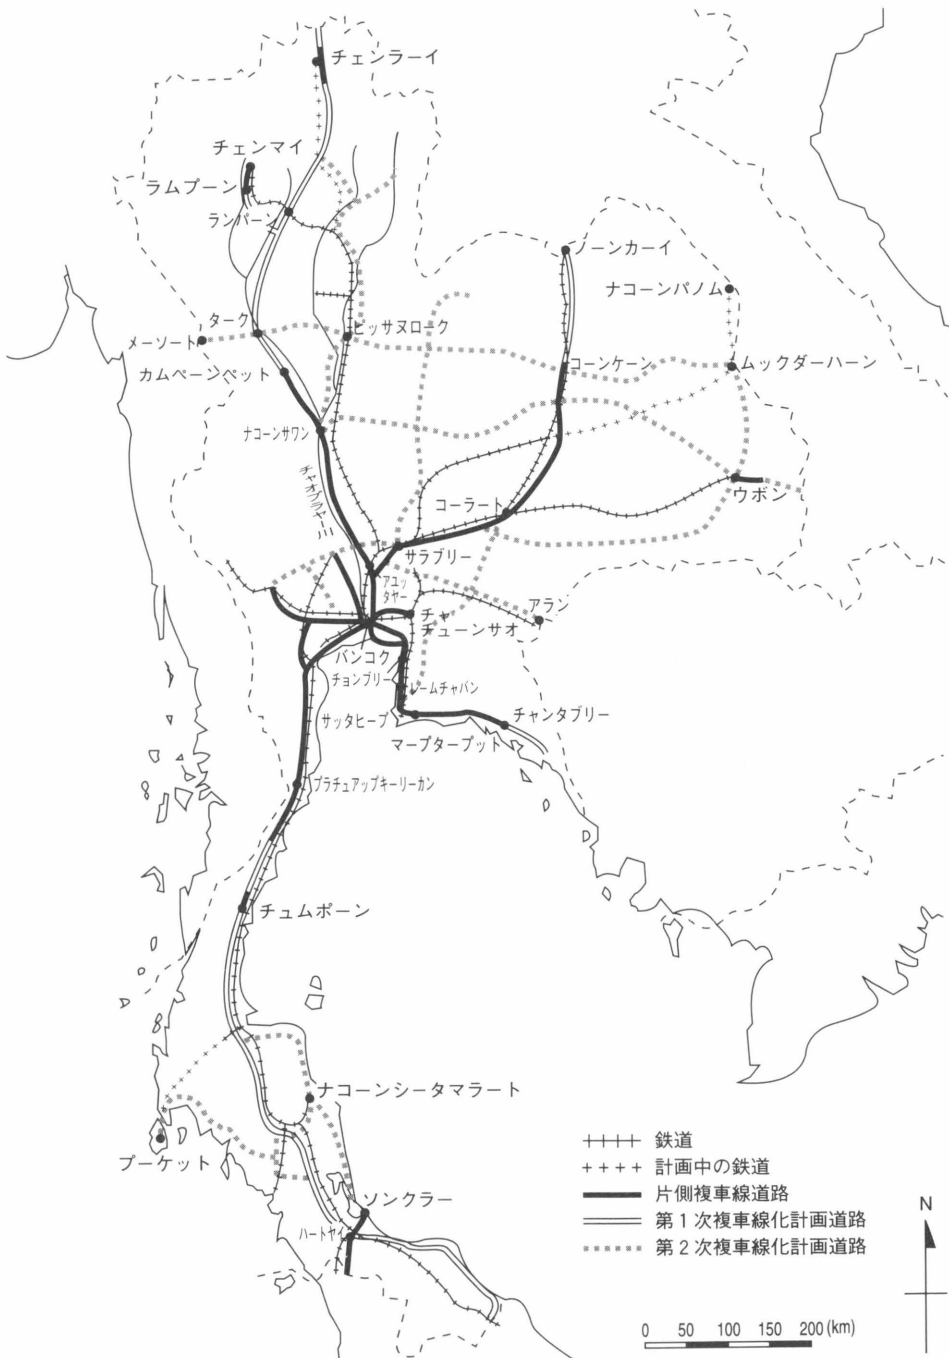 チェンラーイ
チェンマイ
ラムプーン
ランパーン
ノーンカーイ
ナコーンパノム
ターク
ピッサヌローク
メーソート
コーンケーン
ムックダーハーン
カムペーンペット
ナコーンサワン
チャオプラヤー川
コーラート
ウボン
サラブリー
アユッ
タヤー
チャ
チューンサオ
アラン
バンコク
チョンブリー
レームチャバン
サッタヒープ
チャンタブリー
マープタープット
プラチュアップキーリーカン
チュムポーン
ナコーンシータマラート
プーケット
ソンクラー
ハートヤイ
鉄道
計画中の鉄道
片側複車線道路
第1次複車線化計画道路
第2次複車線化計画道路
N
0 50 100 150 200 (km)